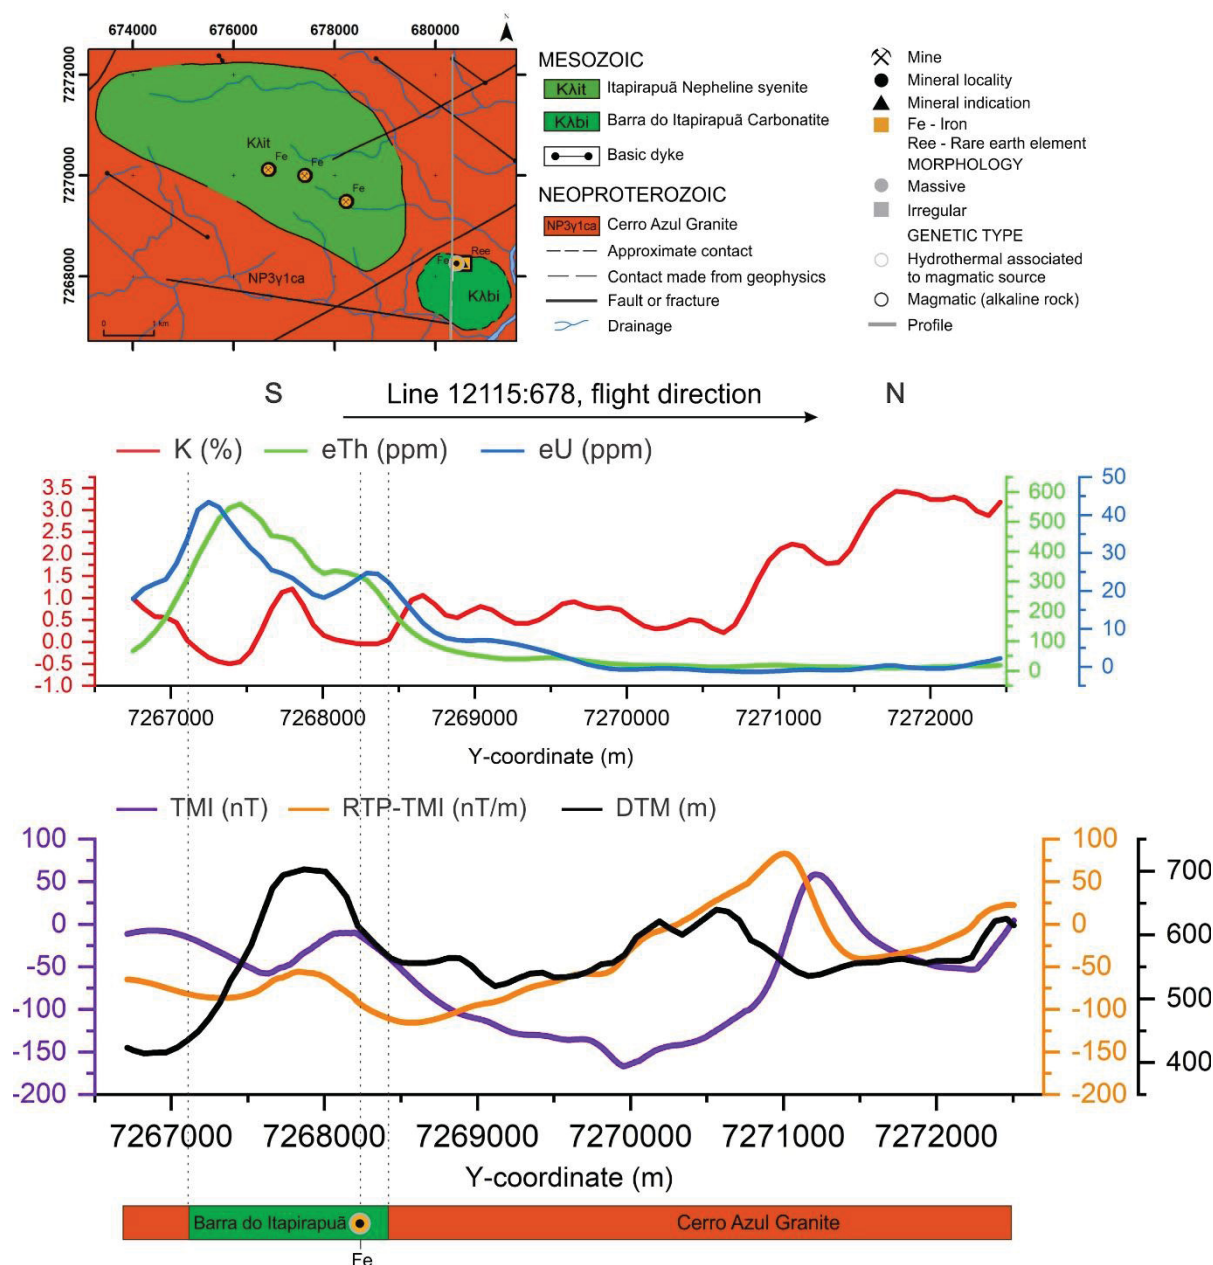 674000 676000 678000 680000
N
7272000
7270000
7268000
Kλit
Fe
Fe
Fe
Fe
Ree
Kλbi
NP3γ1ca
0 1 km
MESOZOIC
Kλit Itapirapuã Nepheline syenite
Kλbi Barra do Itapirapuã Carbonatite
Basic dyke
NEOPROTEROZOIC
NP3γ1ca Cerro Azul Granite
Approximate contact
Contact made from geophysics
Fault or fracture
Drainage
Mine
Mineral locality
Mineral indication
Fe - Iron
Ree - Rare earth element
MORPHOLOGY
Massive
Irregular
GENETIC TYPE
Hydrothermal associated
to magmatic source
Magmatic (alkaline rock)
Profile
S Line 12115:678, flight direction N
K (%) eTh (ppm) eU (ppm)
3.5
3.0
2.5
2.0
1.5
1.0
0.5
0.0
-0.5
-1.0
600
500
400
300
200
100
0
50
40
30
20
10
0
7267000 7268000 7269000 7270000 7271000 7272000
Y-coordinate (m)
TMI (nT) RTP-TMI (nT/m) DTM (m)
100
50
0
-50
-100
-150
-200
100
50
0
-50
-100
-150
-200
700
600
500
400
7267000 7268000 7269000 7270000 7271000 7272000
Y-coordinate (m)
Barra do Itapirapuã Cerro Azul Granite
Fe